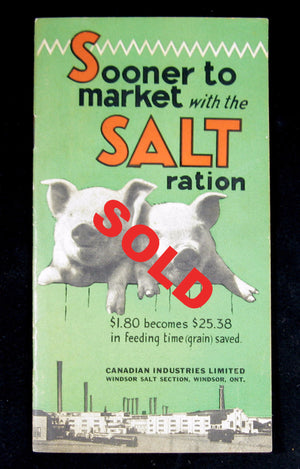 Sooner to
market with the
SALT
ration
SOLD
$1.80 becomes $25.38
in feeding time (grain) saved.
CANADIAN INDUSTRIES LIMITED
WINDSOR SALT SECTION, WINDSOR, ONT.